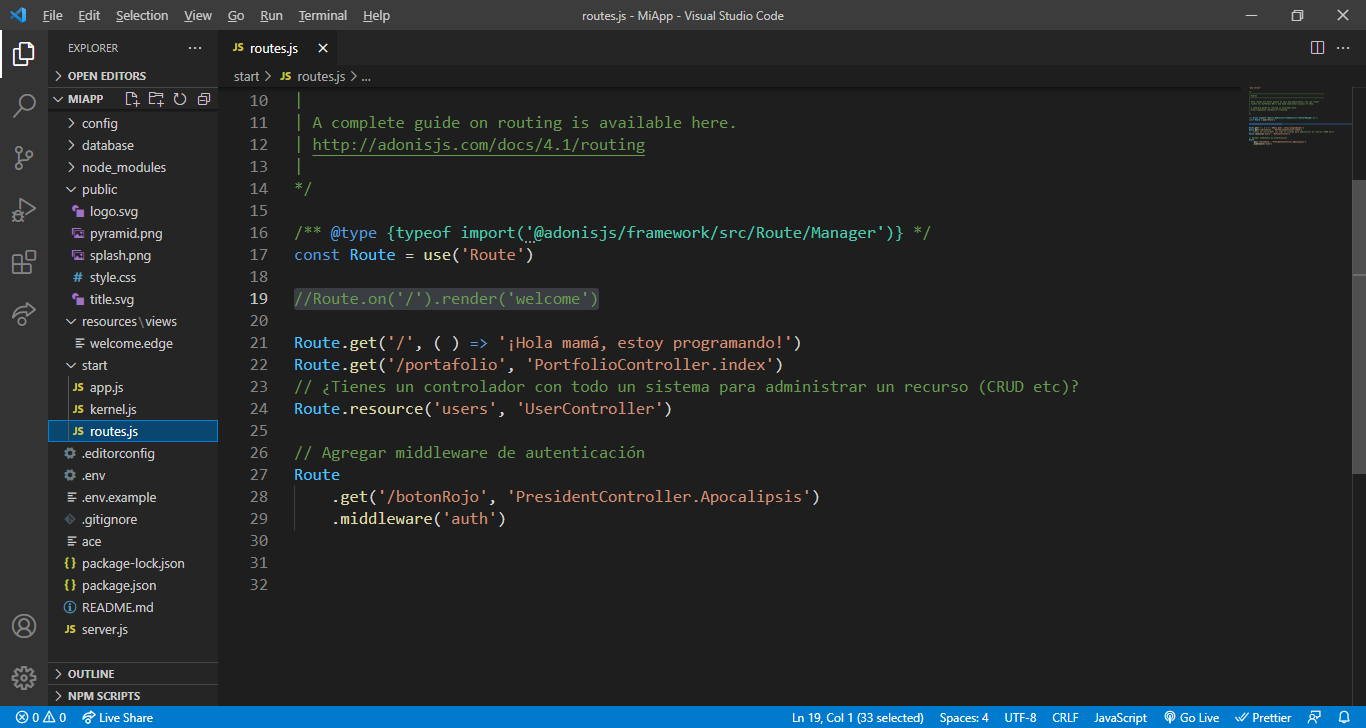 File Edit Selection View Go Run Terminal Help routes.js - MiApp - Visual Studio Code
EXPLORER
OPEN EDITORS
MIAPP
config
database
node_modules
public
logo.svg
pyramid.png
splash.png
style.css
title.svg
resources\views
welcome.edge
start
JS app.js
JS kernel.js
JS routes.js
.editorconfig
.env
.env.example
.gitignore
ace
{} package-lock.json
{} package.json
README.md
JS server.js
OUTLINE
NPM SCRIPTS
JS routes.js
start > JS routes.js > ...
10 |
11 | A complete guide on routing is available here.
12 | http://adonisjs.com/docs/4.1/routing
13 |
14 */
15
16 /** @type {typeof import('@adonisjs/framework/src/Route/Manager')} */
17 const Route = use('Route')
18
19 //Route.on('/').render('welcome')
20
21 Route.get('/', ( ) => '¡Hola mamá, estoy programando!')
22 Route.get('/portafolio', 'PortfolioController.index')
23 // ¿Tienes un controlador con todo un sistema para administrar un recurso (CRUD etc)?
24 Route.resource('users', 'UserController')
25
26 // Agregar middleware de autenticación
27 Route
28 .get('/botonRojo', 'PresidentController.Apocalipsis')
29 .middleware('auth')
30
31
32
0 0 Live Share Ln 19, Col 1 (33 selected) Spaces: 4 UTF-8 CRLF JavaScript Go Live Prettier